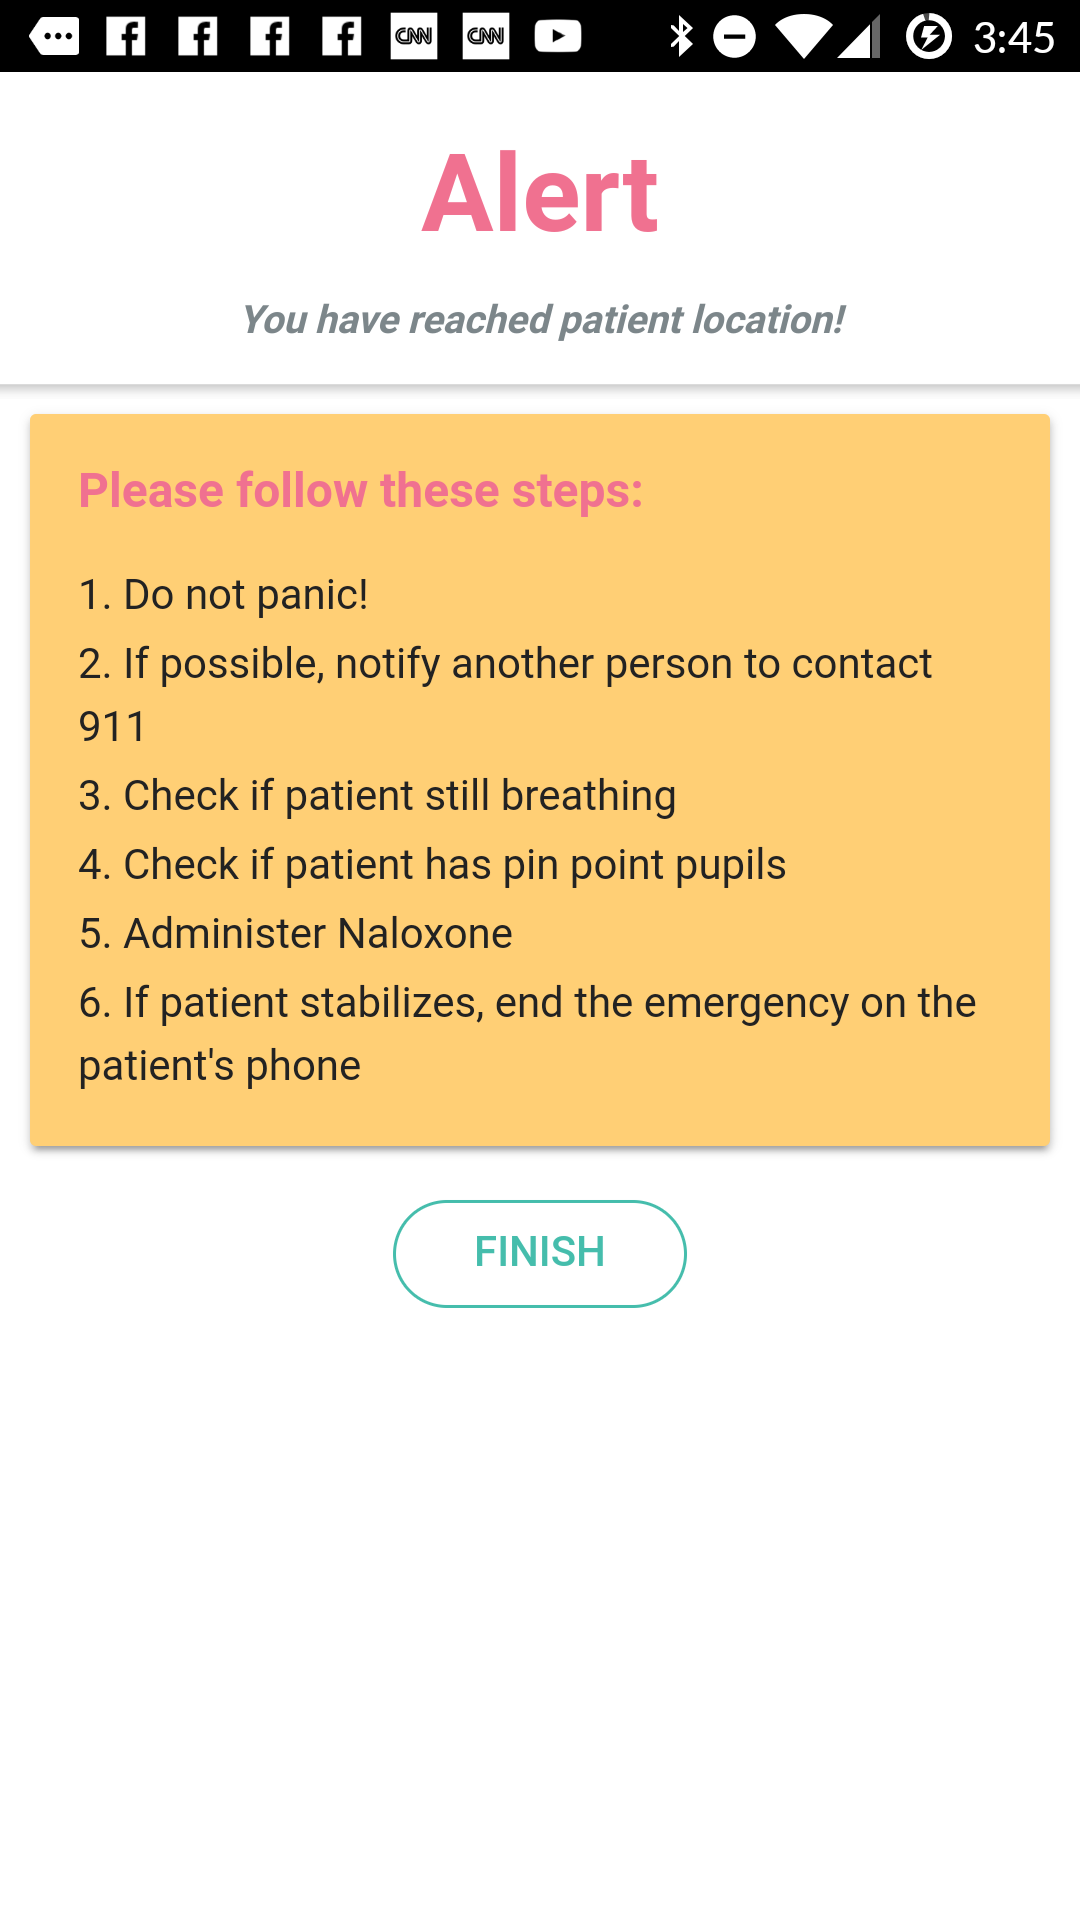 CNN CNN 3:45
Alert
You have reached patient location!
Please follow these steps:
1. Do not panic!
2. If possible, notify another person to contact
911
3. Check if patient still breathing
4. Check if patient has pin point pupils
5. Administer Naloxone
6. If patient stabilizes, end the emergency on the
patient's phone
FINISH